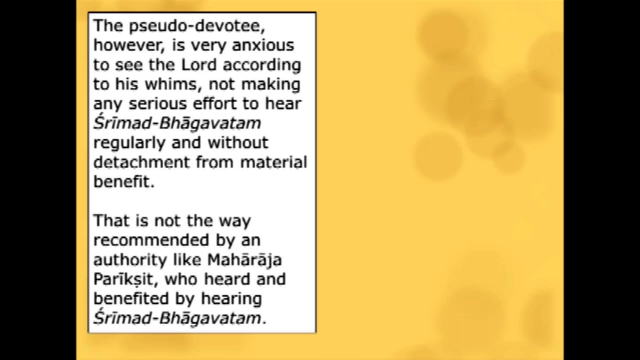 The pseudo-devotee,
however, is very anxious
to see the Lord according
to his whims, not making
any serious effort to hear
Śrīmad-Bhāgavatam
regularly and without
detachment from material
benefit.
That is not the way
recommended by an
authority like Mahārāja
Parīkṣit, who heard and
benefited by hearing
Śrīmad-Bhāgavatam.